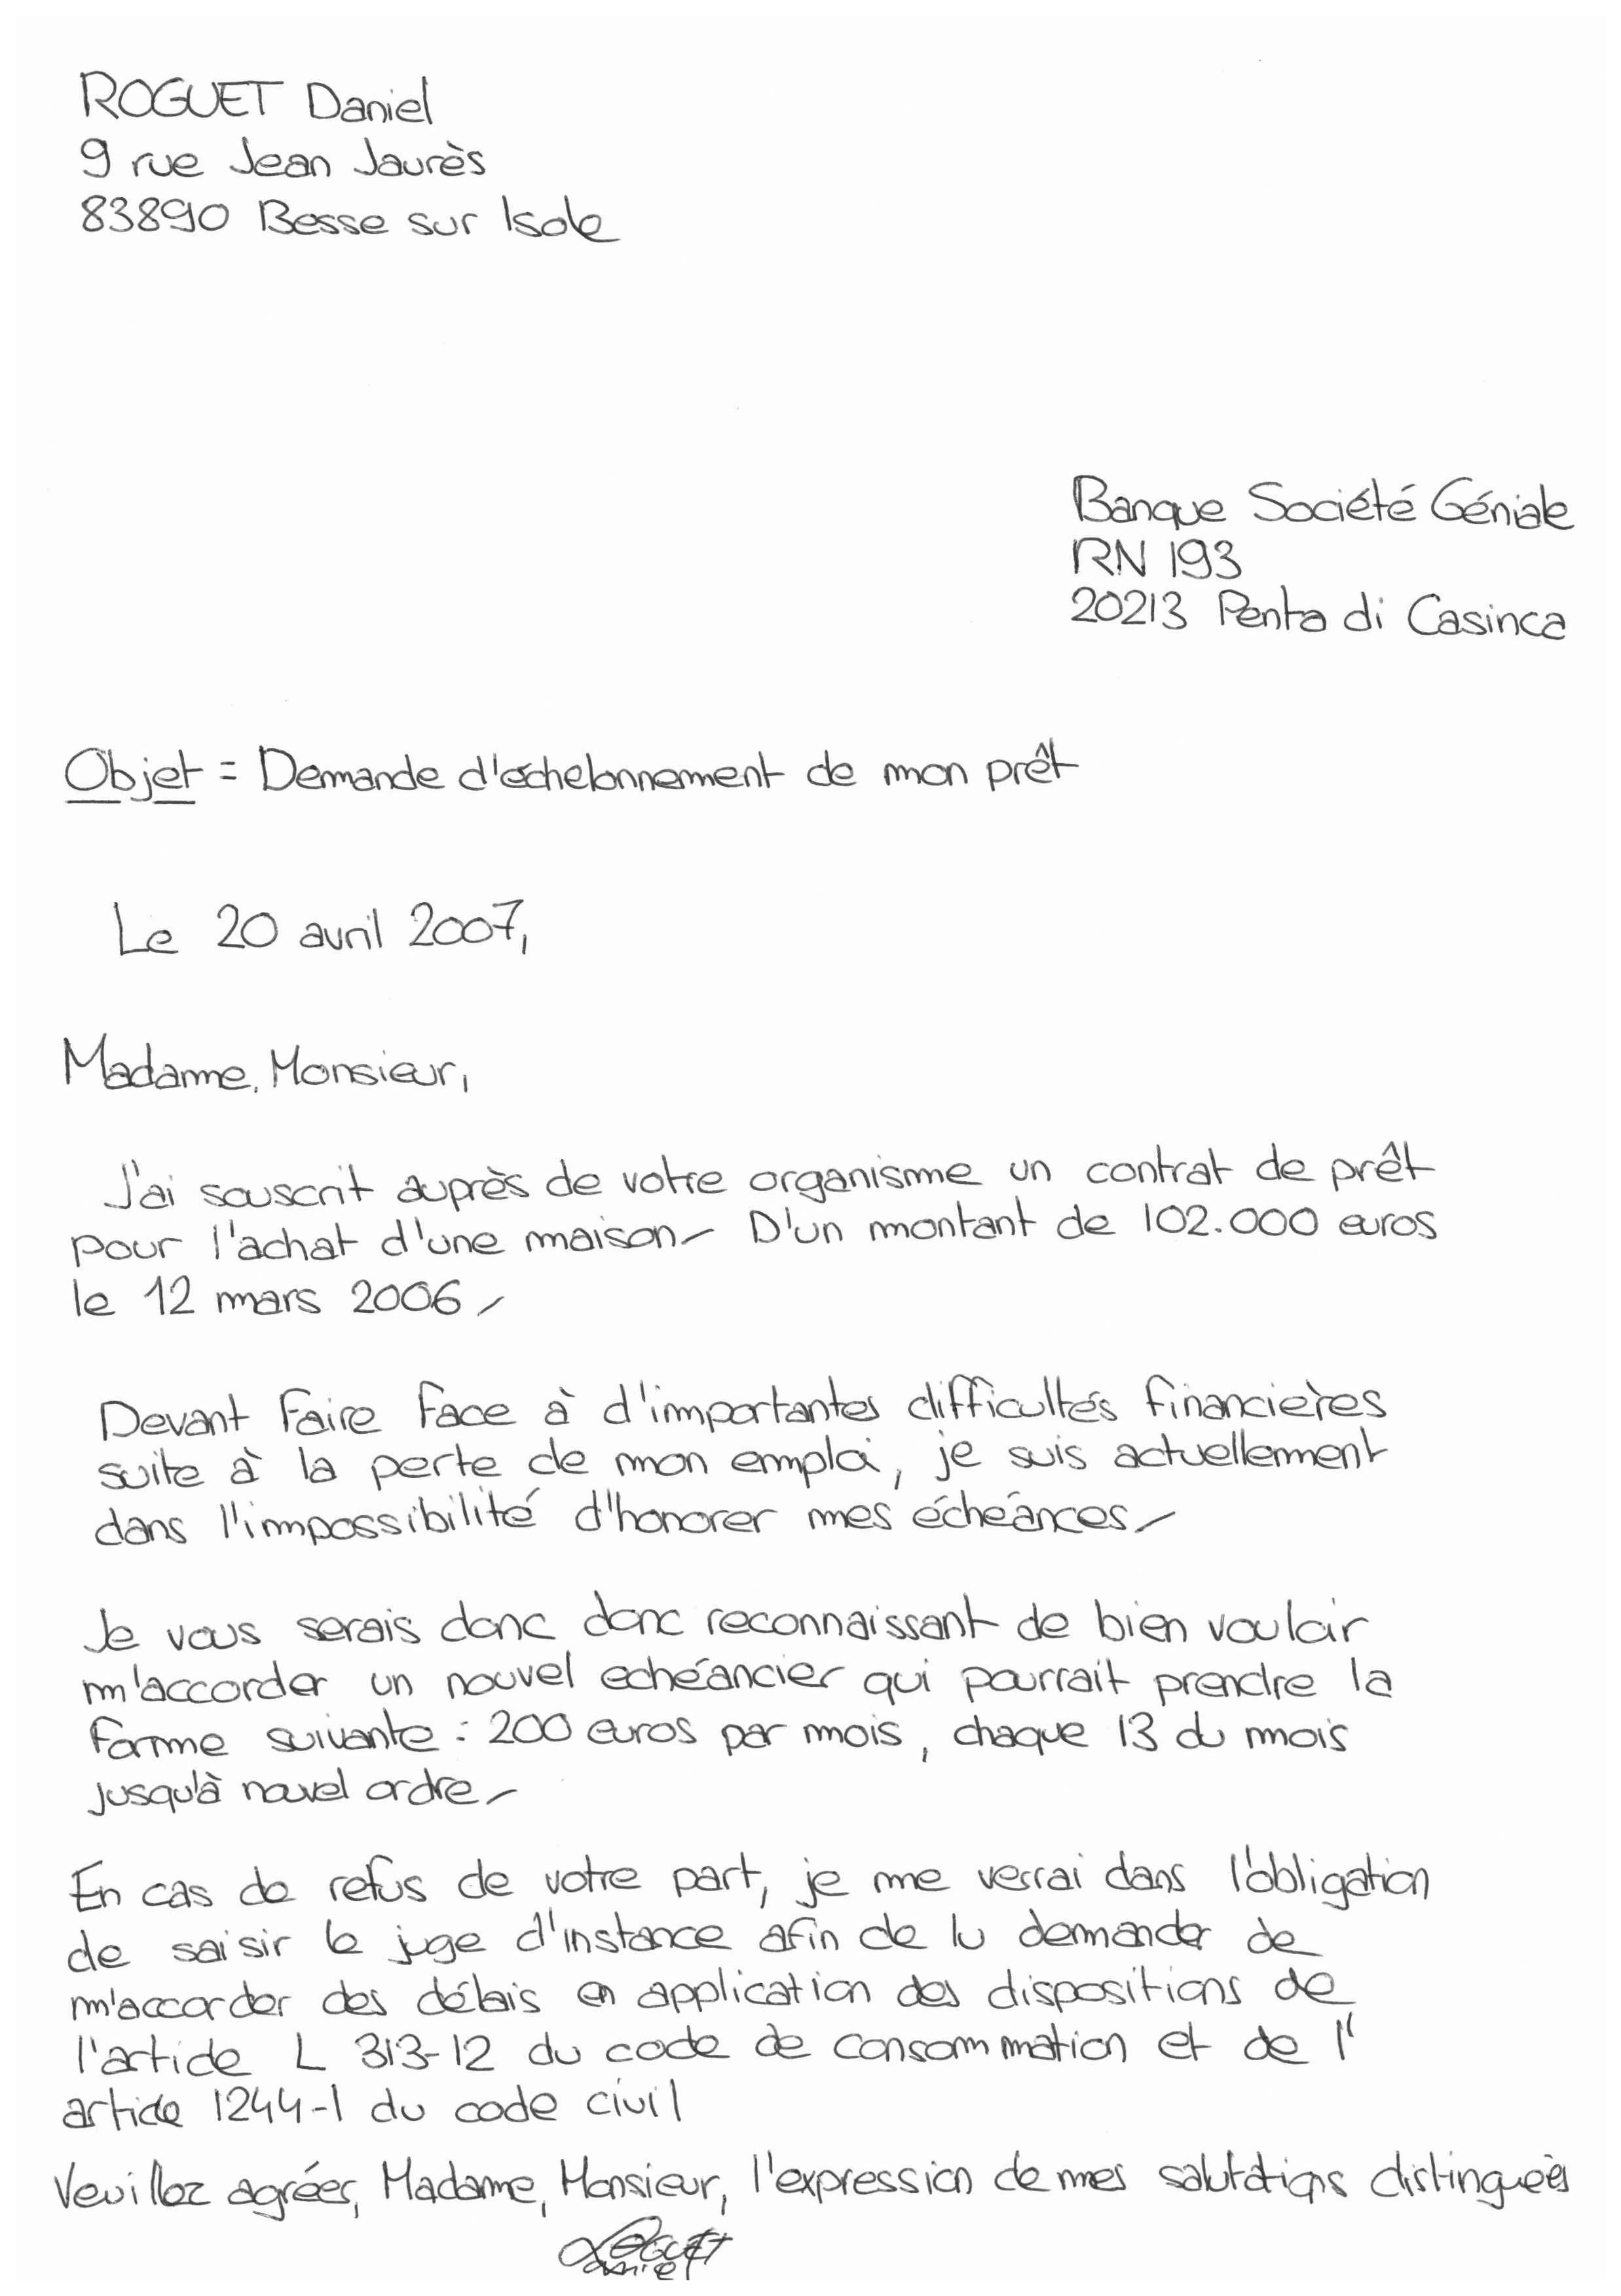 ROGUET Daniel
9 rue Jean Jaurès
83890 Besse sur Isole
Banque Société Géniale
RN 193
20213 Penta di Casinca
Objet = Demande d'échelonnement de mon prêt
Le 20 avril 2007,
Madame, Monsieur,
J'ai souscrit auprès de votre organisme un contrat de prêt
pour l'achat d'une maison - D'un montant de 102.000 euros
le 12 mars 2006 -
Devant Faire Face à d'importantes difficultés financières
suite à la perte de mon emploi, je suis actuellement
dans l'impossibilité d'honorer mes échéances -
Je vous serais donc donc reconnaissant de bien vouloir
m'accorder un nouvel echéancier qui pourrait prendre la
forme suivante : 200 euros par mois, chaque 13 du mois
jusqu'à nouvel ordre -
En cas de refus de votre part, je me verrai dans l'obligation
de saisir le juge d'instance afin de lu demander de
m'accorder des délais en application des dispositions de
l'article L 313-12 du code de consommation et de l'
article 1244-1 du code civil
Veuillez agréer, Madame, Monsieur, l'expression de mes salutations distinguées
ROGUET
Daniel